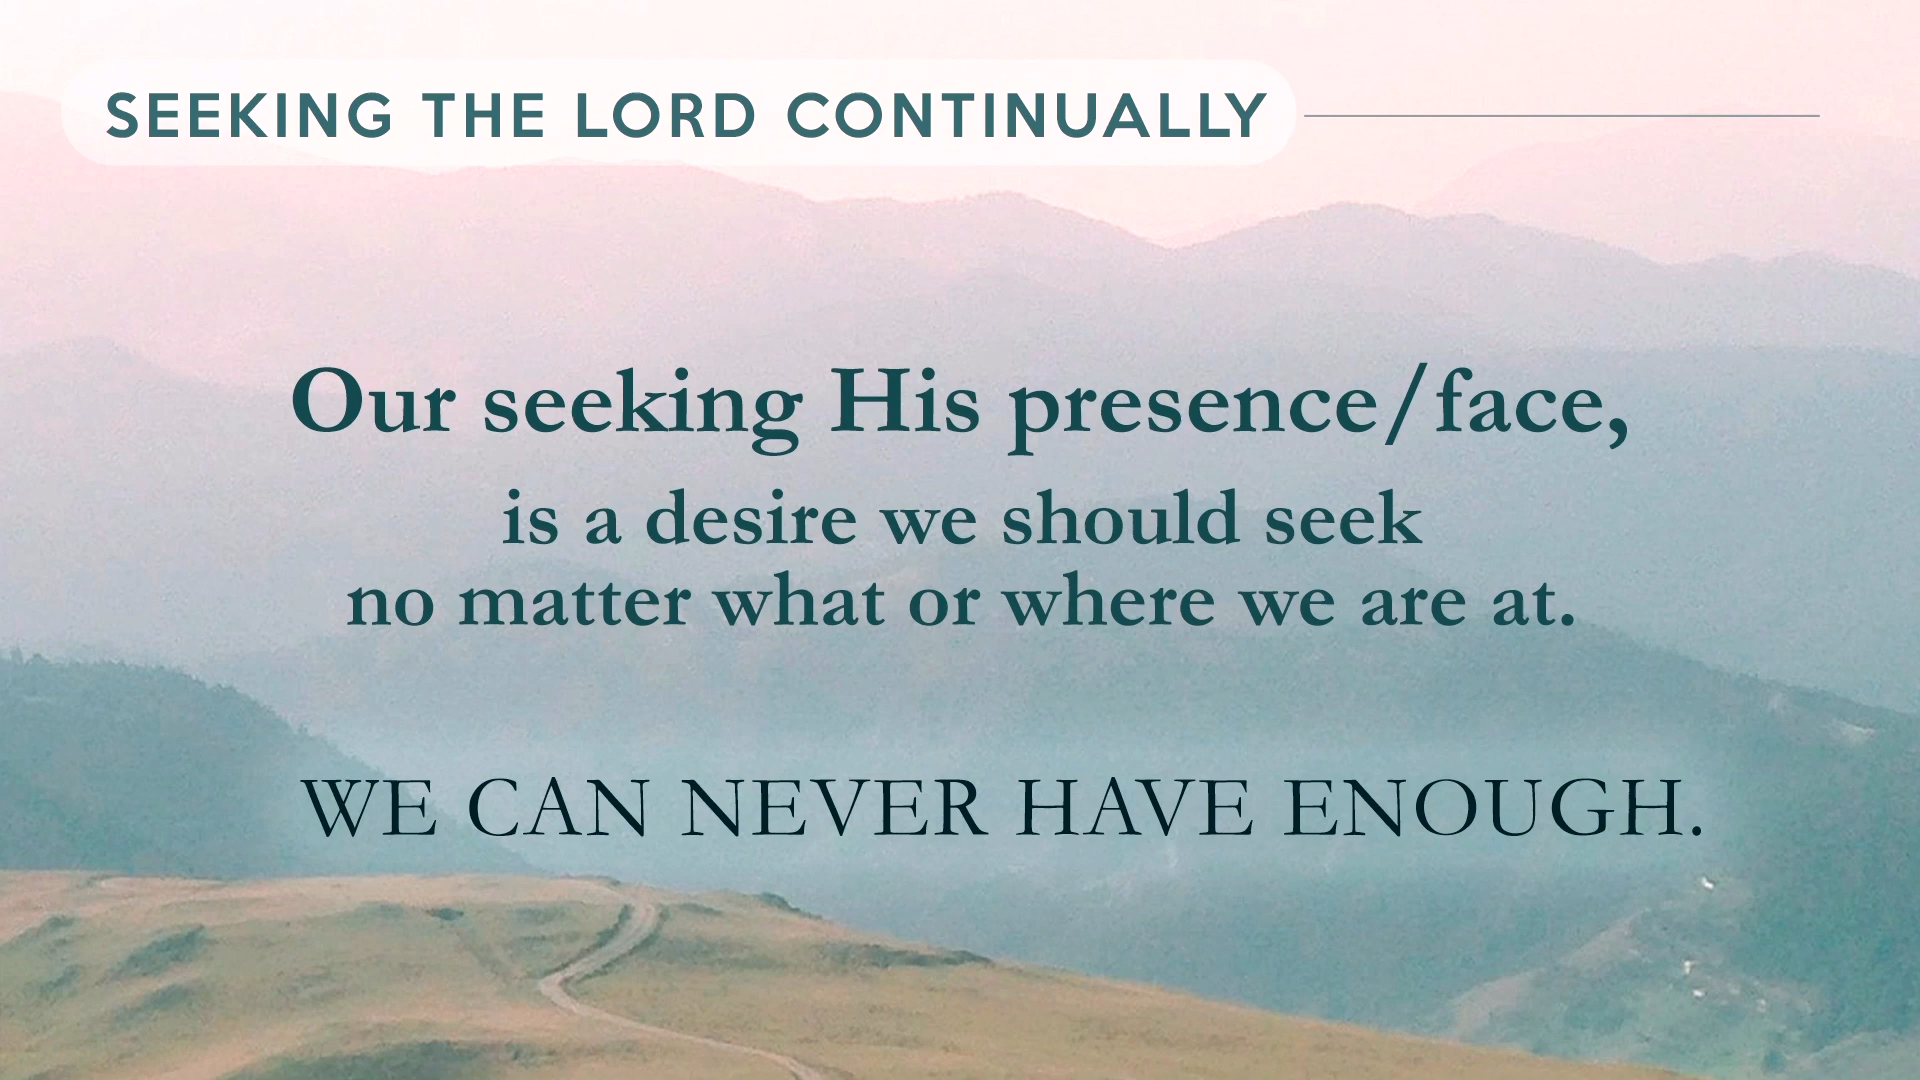 SEEKING THE LORD CONTINUALLY
Our seeking His presence/face,
is a desire we should seek
no matter what or where we are at.
WE CAN NEVER HAVE ENOUGH.